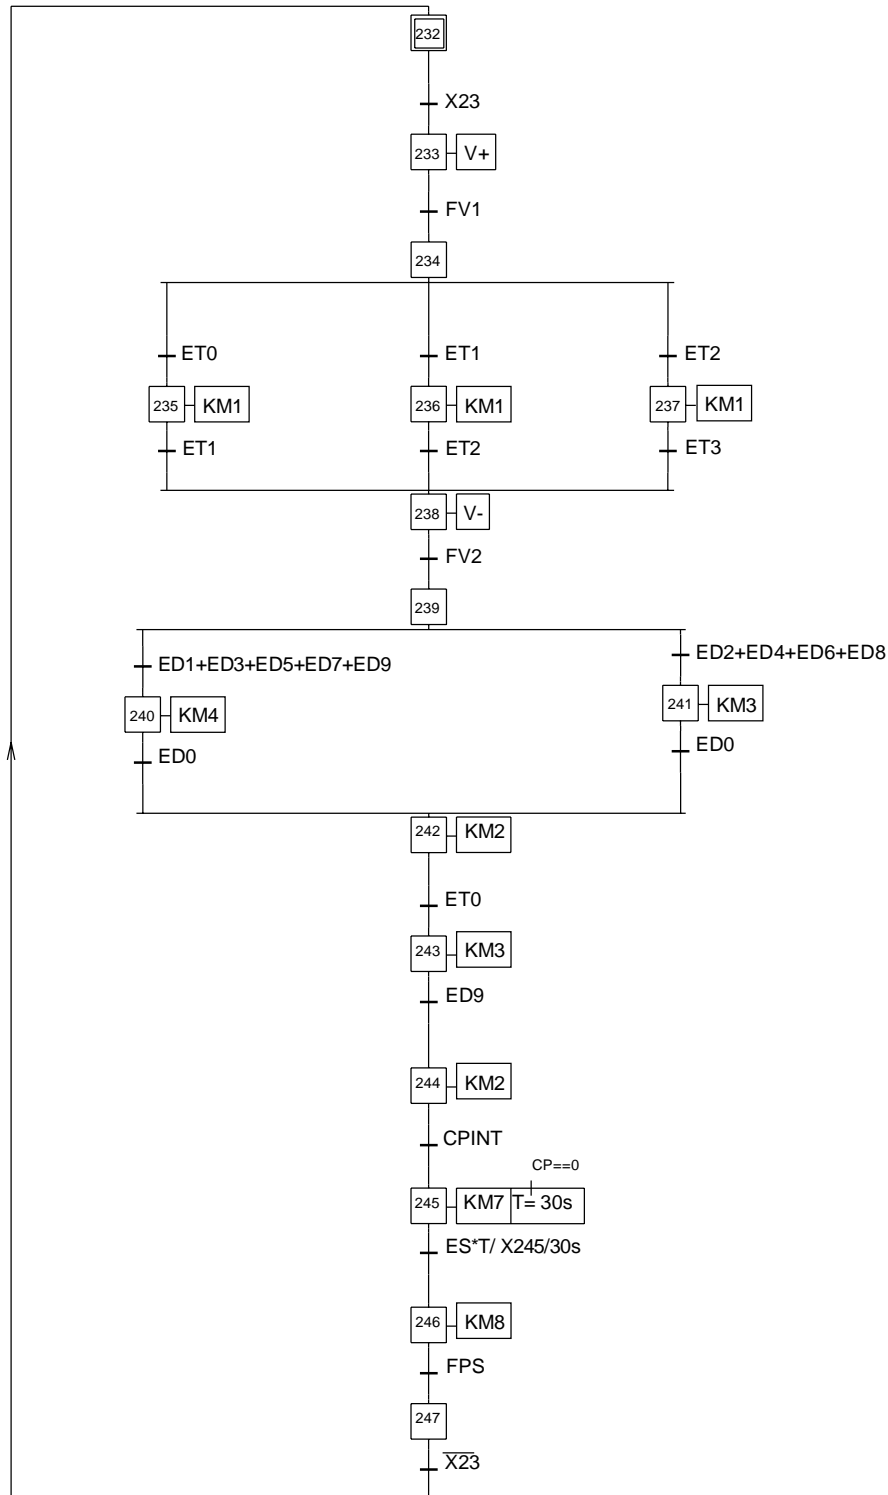 232
X23
233 V+
FV1
234
ET0 ET1 ET2
235 KM1 236 KM1 237 KM1
ET1 ET2 ET3
238 V-
FV2
239
ED1+ED3+ED5+ED7+ED9 ED2+ED4+ED6+ED8
240 KM4 241 KM3
ED0 ED0
242 KM2
ET0
243 KM3
ED9
244 KM2
CPINT
CP==0
245 KM7 T= 30s
ES*T/ X245/30s
246 KM8
FPS
247
X̅2̅3̅